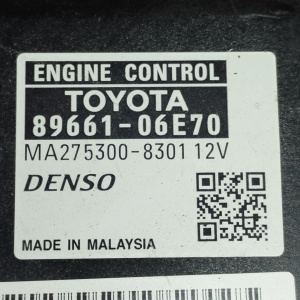 ENGINE CONTROL
TOYOTA
89661-06E70
MA275300-8301 12V
DENSO
MADE IN MALAYSIA